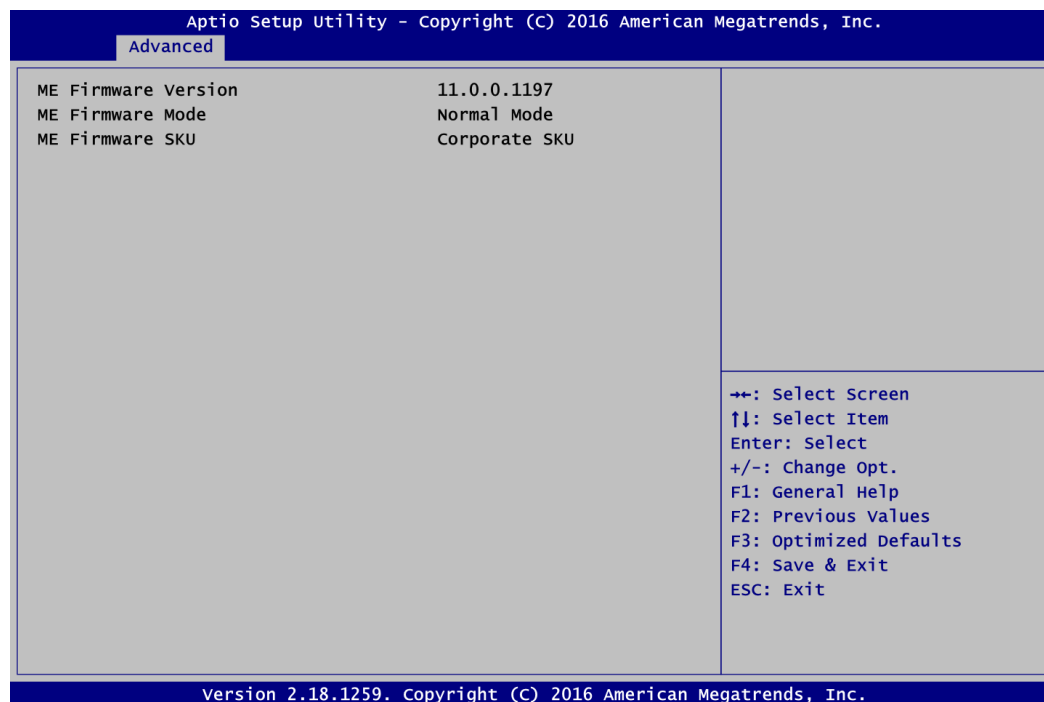 Aptio Setup Utility – Copyright (C) 2016 American Megatrends, Inc.
Advanced
ME Firmware Version 11.0.0.1197
ME Firmware Mode Normal Mode
ME Firmware SKU Corporate SKU
→←: Select Screen
↑↓: Select Item
Enter: Select
+/-: Change Opt.
F1: General Help
F2: Previous Values
F3: Optimized Defaults
F4: Save & Exit
ESC: Exit
Version 2.18.1259. Copyright (C) 2016 American Megatrends, Inc.